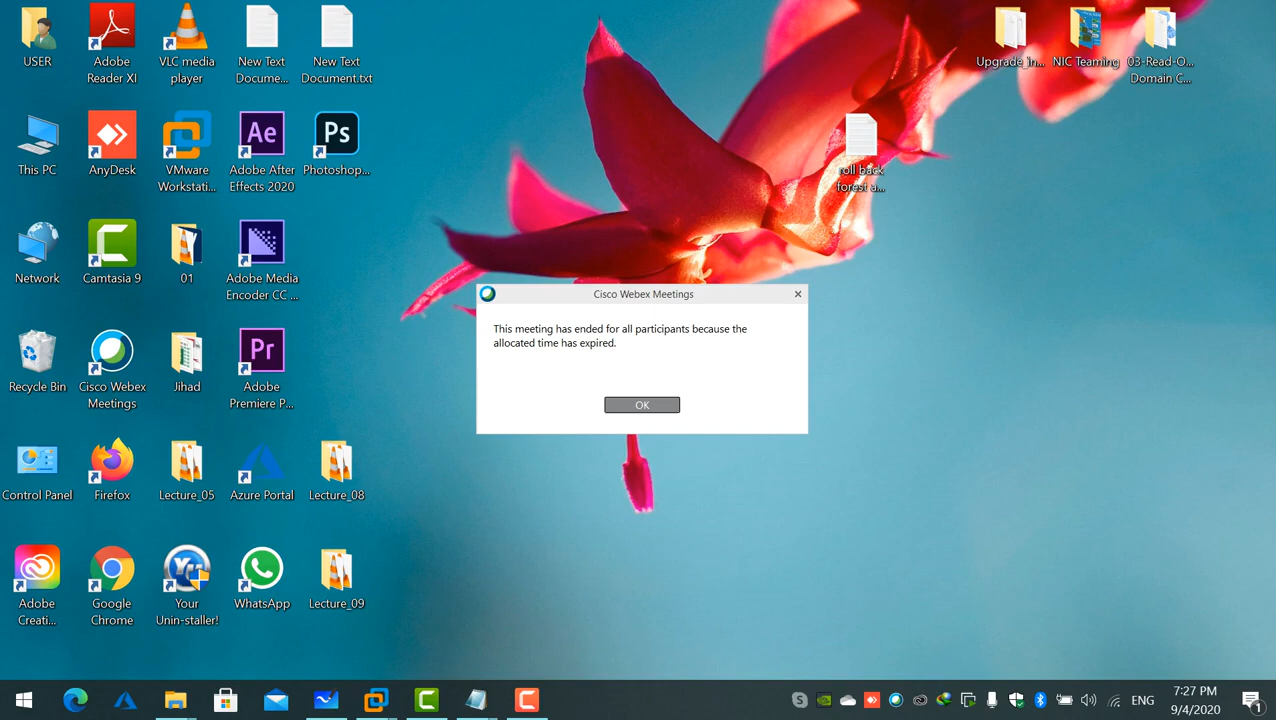 USER
Adobe
Reader XI
VLC media
player
New Text
Docume...
New Text
Document.txt
Upgrade_in...
NIC Teaming
03-Read-O...
Domain C...
This PC
AnyDesk
VMware
Workstati...
Ae
Adobe After
Effects 2020
Ps
Photoshop...
roll back
forest a...
Network
Camtasia 9
01
Adobe Media
Encoder CC ...
Cisco Webex Meetings
This meeting has ended for all participants because the
allocated time has expired.
OK
Recycle Bin
Cisco Webex
Meetings
Jihad
Pr
Adobe
Premiere P...
Control Panel
Firefox
Lecture_05
Azure Portal
Lecture_08
Adobe
Creati...
Google
Chrome
Your
Unin-staller!
WhatsApp
Lecture_09
ENG
7:27 PM
9/4/2020
1